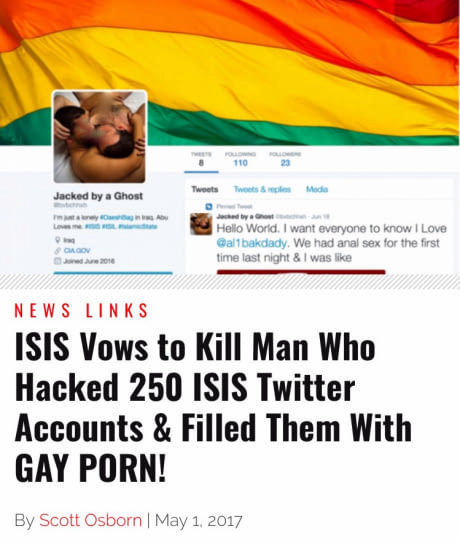 TWEETS FOLLOWING FOLLOWERS
8 110 23
Jacked by a Ghost
I'm just a lonely #DaeshBag in Iraq. Abu
Loves me. #ISIS #ISIL #IslamicState
Iraq
CIA.GOV
Joined June 2016
Tweets Tweets & replies Media
Pinned Tweet
Jacked by a Ghost · Jun 18
Hello World. I want everyone to know I Love
@al1bakdady. We had anal sex for the first
time last night & I was like
NEWS LINKS
ISIS Vows to Kill Man Who
Hacked 250 ISIS Twitter
Accounts & Filled Them With
GAY PORN!
By Scott Osborn | May 1, 2017